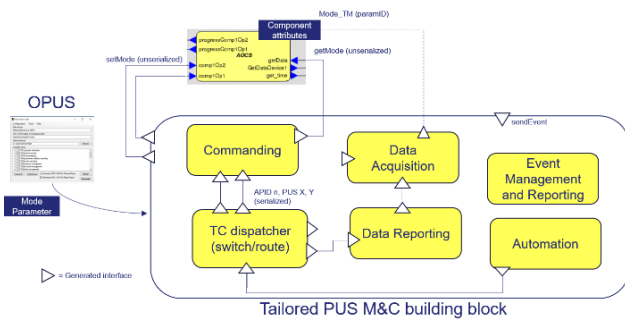 Mode_TM (paramID)
Component
attributes
progressComp1Op2
progressComp1Op1
AOCS
getData
GetDataDevice1
get_time
comp1Op2
comp1Op1
setMode (unserialized)
getMode (unserialized)
OPUS
Mode
Parameter
sendEvent
Commanding
Data
Acquisition
Event
Management
and Reporting
APID n, PUS X, Y
(serialized)
TC dispatcher
(switch/route)
Data Reporting
Automation
= Generated interface
Tailored PUS M&C building block